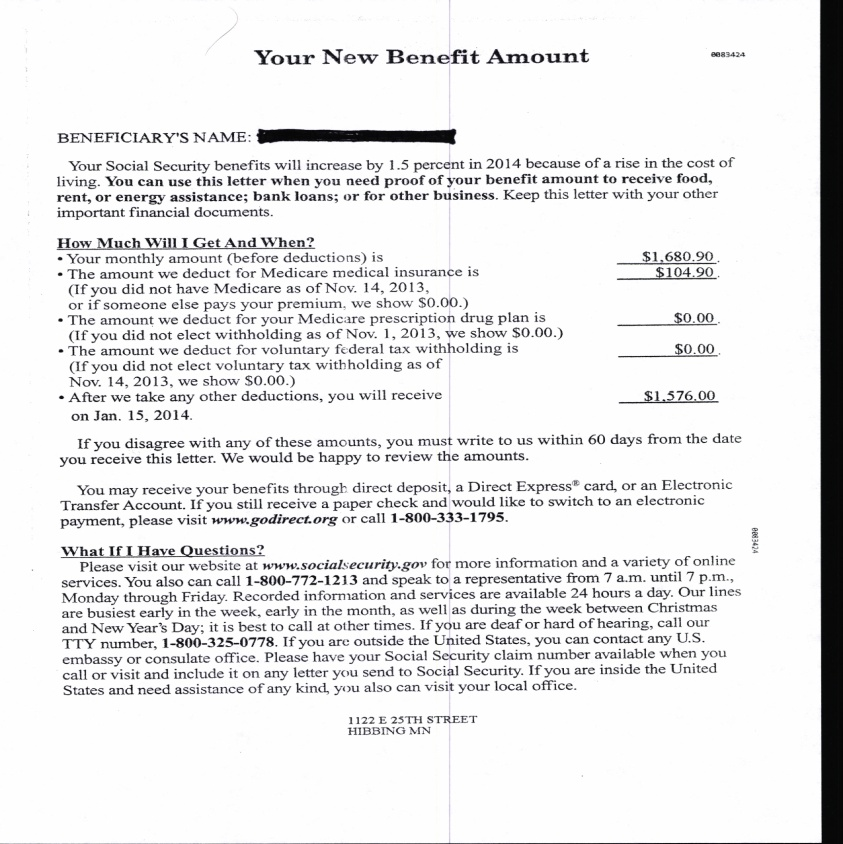 Your New Benefit Amount
0083424
BENEFICIARY'S NAME:
Your Social Security benefits will increase by 1.5 percent in 2014 because of a rise in the cost of
living. You can use this letter when you need proof of your benefit amount to receive food,
rent, or energy assistance; bank loans; or for other business. Keep this letter with your other
important financial documents.
How Much Will I Get And When?
• Your monthly amount (before deductions) is $1,680.90.
• The amount we deduct for Medicare medical insurance is $104.90.
(If you did not have Medicare as of Nov. 14, 2013,
or if someone else pays your premium, we show $0.00.)
• The amount we deduct for your Medicare prescription drug plan is $0.00.
(If you did not elect withholding as of Nov. 1, 2013, we show $0.00.)
• The amount we deduct for voluntary federal tax withholding is $0.00.
(If you did not elect voluntary tax withholding as of
Nov. 14, 2013, we show $0.00.)
• After we take any other deductions, you will receive $1,576.00
on Jan. 15, 2014.
If you disagree with any of these amounts, you must write to us within 60 days from the date
you receive this letter. We would be happy to review the amounts.
You may receive your benefits through direct deposit, a Direct Express® card, or an Electronic
Transfer Account. If you still receive a paper check and would like to switch to an electronic
payment, please visit www.godirect.org or call 1-800-333-1795.
0083424
What If I Have Questions?
Please visit our website at www.socialsecurity.gov for more information and a variety of online
services. You also can call 1-800-772-1213 and speak to a representative from 7 a.m. until 7 p.m.,
Monday through Friday. Recorded information and services are available 24 hours a day. Our lines
are busiest early in the week, early in the month, as well as during the week between Christmas
and New Year's Day; it is best to call at other times. If you are deaf or hard of hearing, call our
TTY number, 1-800-325-0778. If you are outside the United States, you can contact any U.S.
embassy or consulate office. Please have your Social Security claim number available when you
call or visit and include it on any letter you send to Social Security. If you are inside the United
States and need assistance of any kind, you also can visit your local office.
1122 E 25TH STREET
HIBBING MN